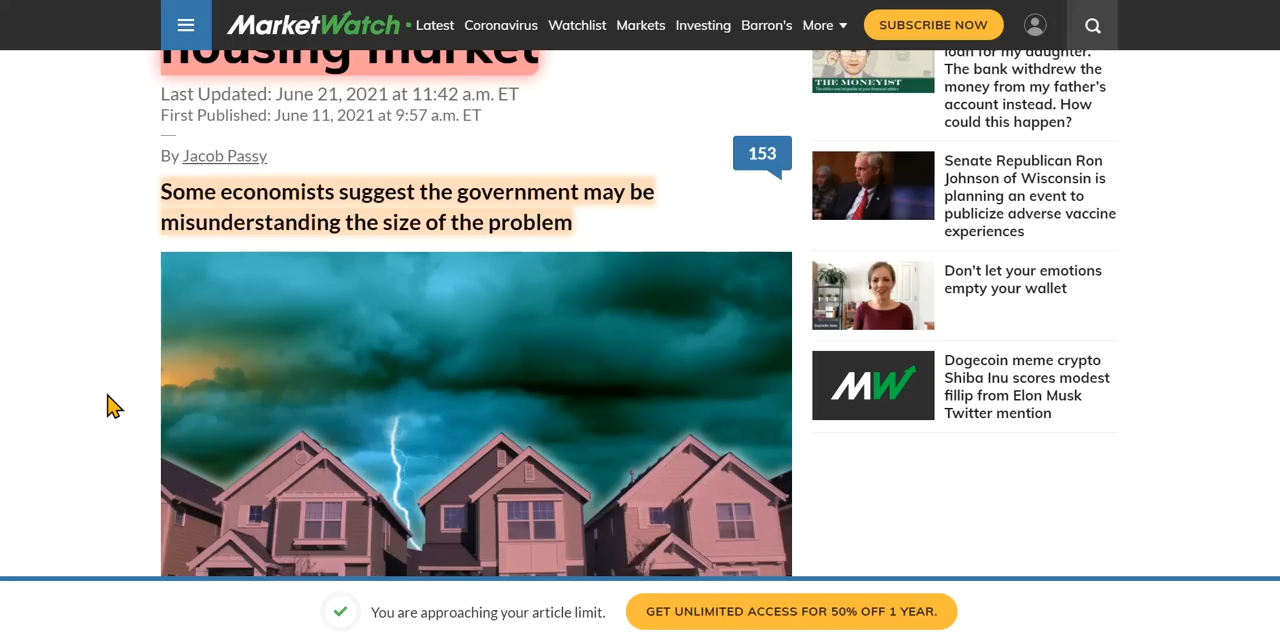 MarketWatch
Latest Coronavirus Watchlist Markets Investing Barron's More SUBSCRIBE NOW
housing market
Last Updated: June 21, 2021 at 11:42 a.m. ET
First Published: June 11, 2021 at 9:57 a.m. ET
By Jacob Passy
153
Some economists suggest the government may be
misunderstanding the size of the problem
THE MONEYIST
loan for my daughter.
The bank withdrew the
money from my father's
account instead. How
could this happen?
Senate Republican Ron
Johnson of Wisconsin is
planning an event to
publicize adverse vaccine
experiences
Don't let your emotions
empty your wallet
MW
Dogecoin meme crypto
Shiba Inu scores modest
fillip from Elon Musk
Twitter mention
You are approaching your article limit.
GET UNLIMITED ACCESS FOR 50% OFF 1 YEAR.